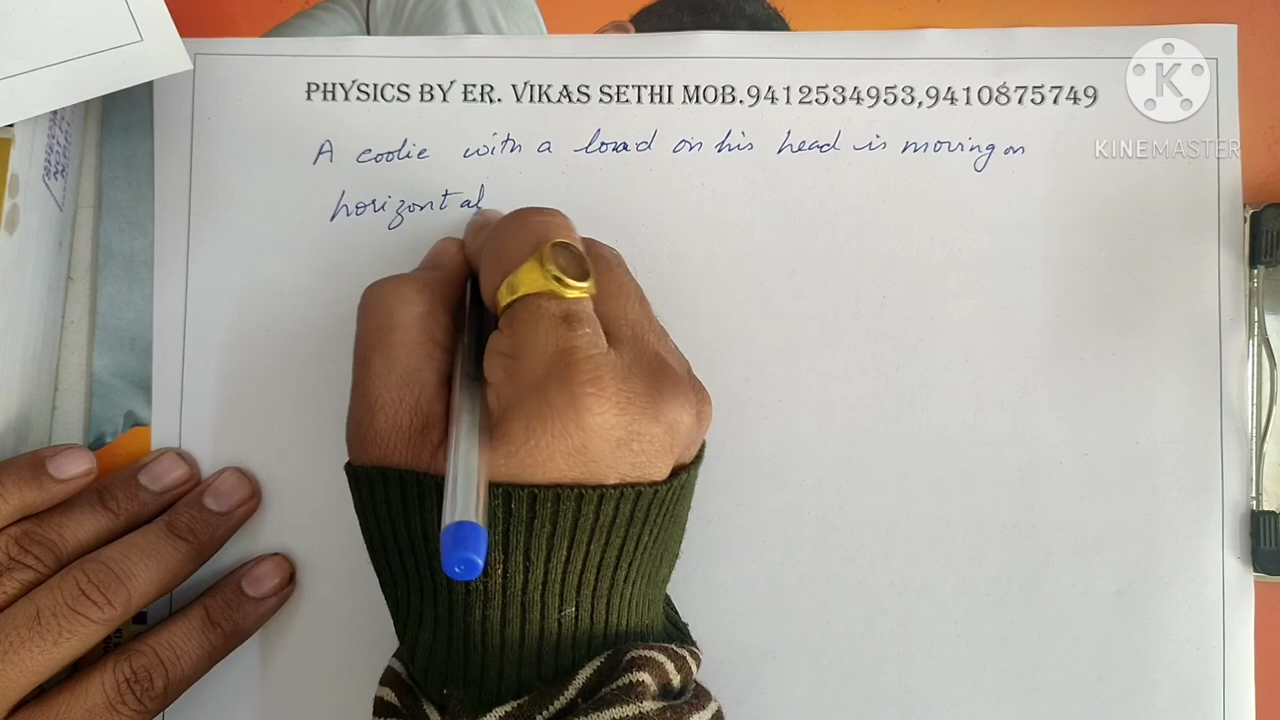 PHYSICS BY ER. VIKAS SETHI MOB.9412534953,9410875749
A coolie with a load on his head is moving on
horizontal
K
KINEMASTER